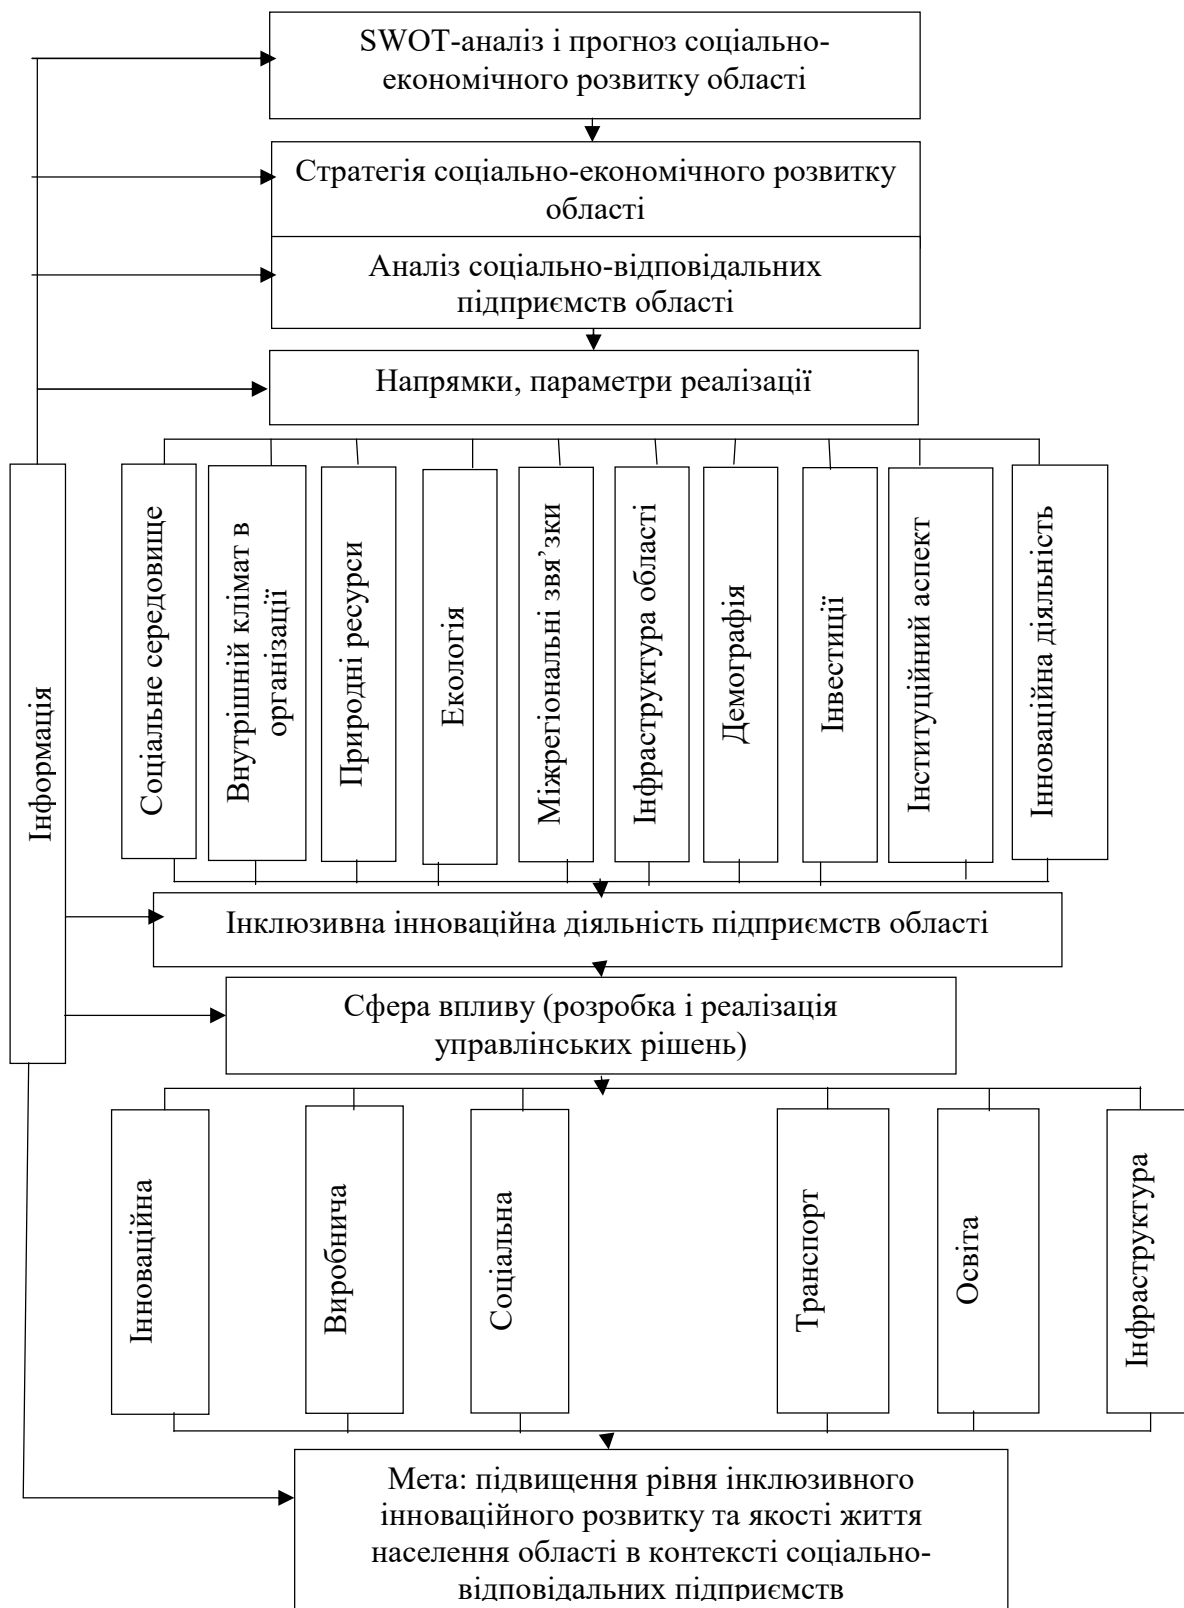 SWOT-аналіз і прогноз соціально-
економічного розвитку області
Стратегія соціально-економічного розвитку
області
Аналіз соціально-відповідальних
підприємств області
Напрямки, параметри реалізації
Інформація
Соціальне середовище
Внутрішній клімат в
організації
Природні ресурси
Екологія
Міжрегіональні звя’зки
Інфраструктура області
Демографія
Інвестиції
Інституційний аспект
Інноваційна діяльність
Інклюзивна інноваційна діяльність підприємств області
Сфера впливу (розробка і реалізація
управлінських рішень)
Інноваційна
Виробнича
Соціальна
Транспорт
Освіта
Інфраструктура
Мета: підвищення рівня інклюзивного
інноваційного розвитку та якості життя
населення області в контексті соціально-
відповідальних підприємств